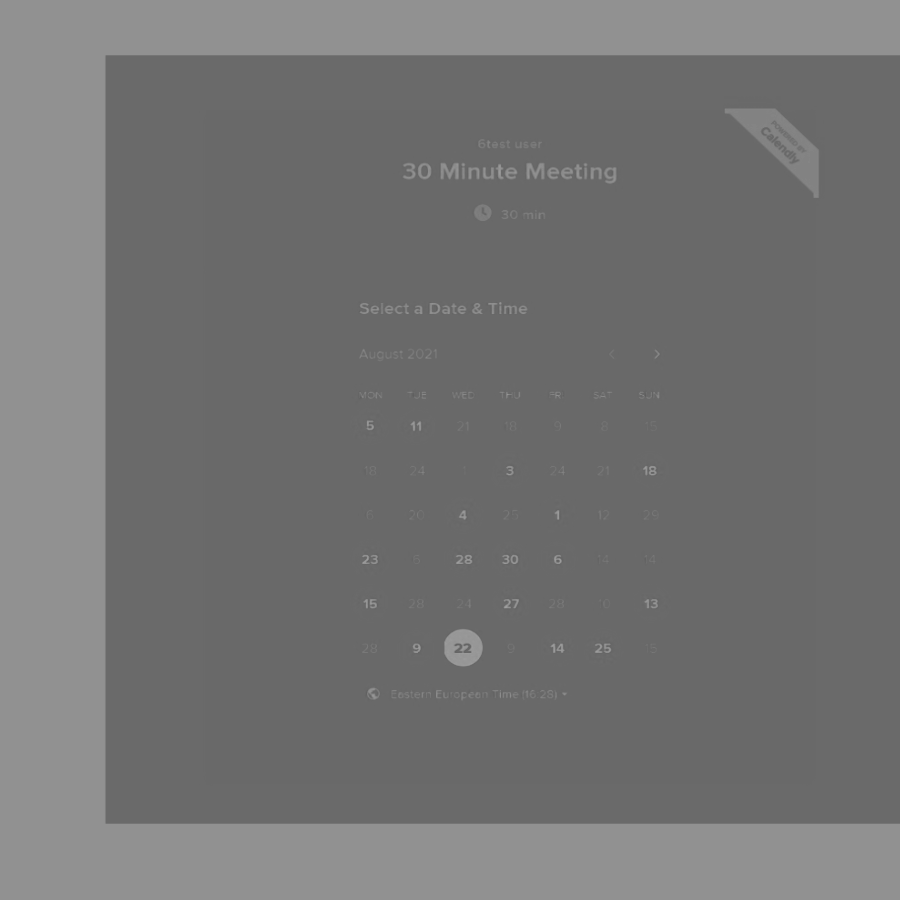 POWERED BY
Calendly
6test user
30 Minute Meeting
30 min
Select a Date & Time
August 2021
MON TUE WED THU FRI SAT SUN
5 11 21 18 9 8 15
18 24 1 3 24 21 18
6 20 4 25 1 12 29
23 5 28 30 6 14 14
15 28 24 27 28 10 13
28 9 22 9 14 25 15
Eastern European Time (16:28)